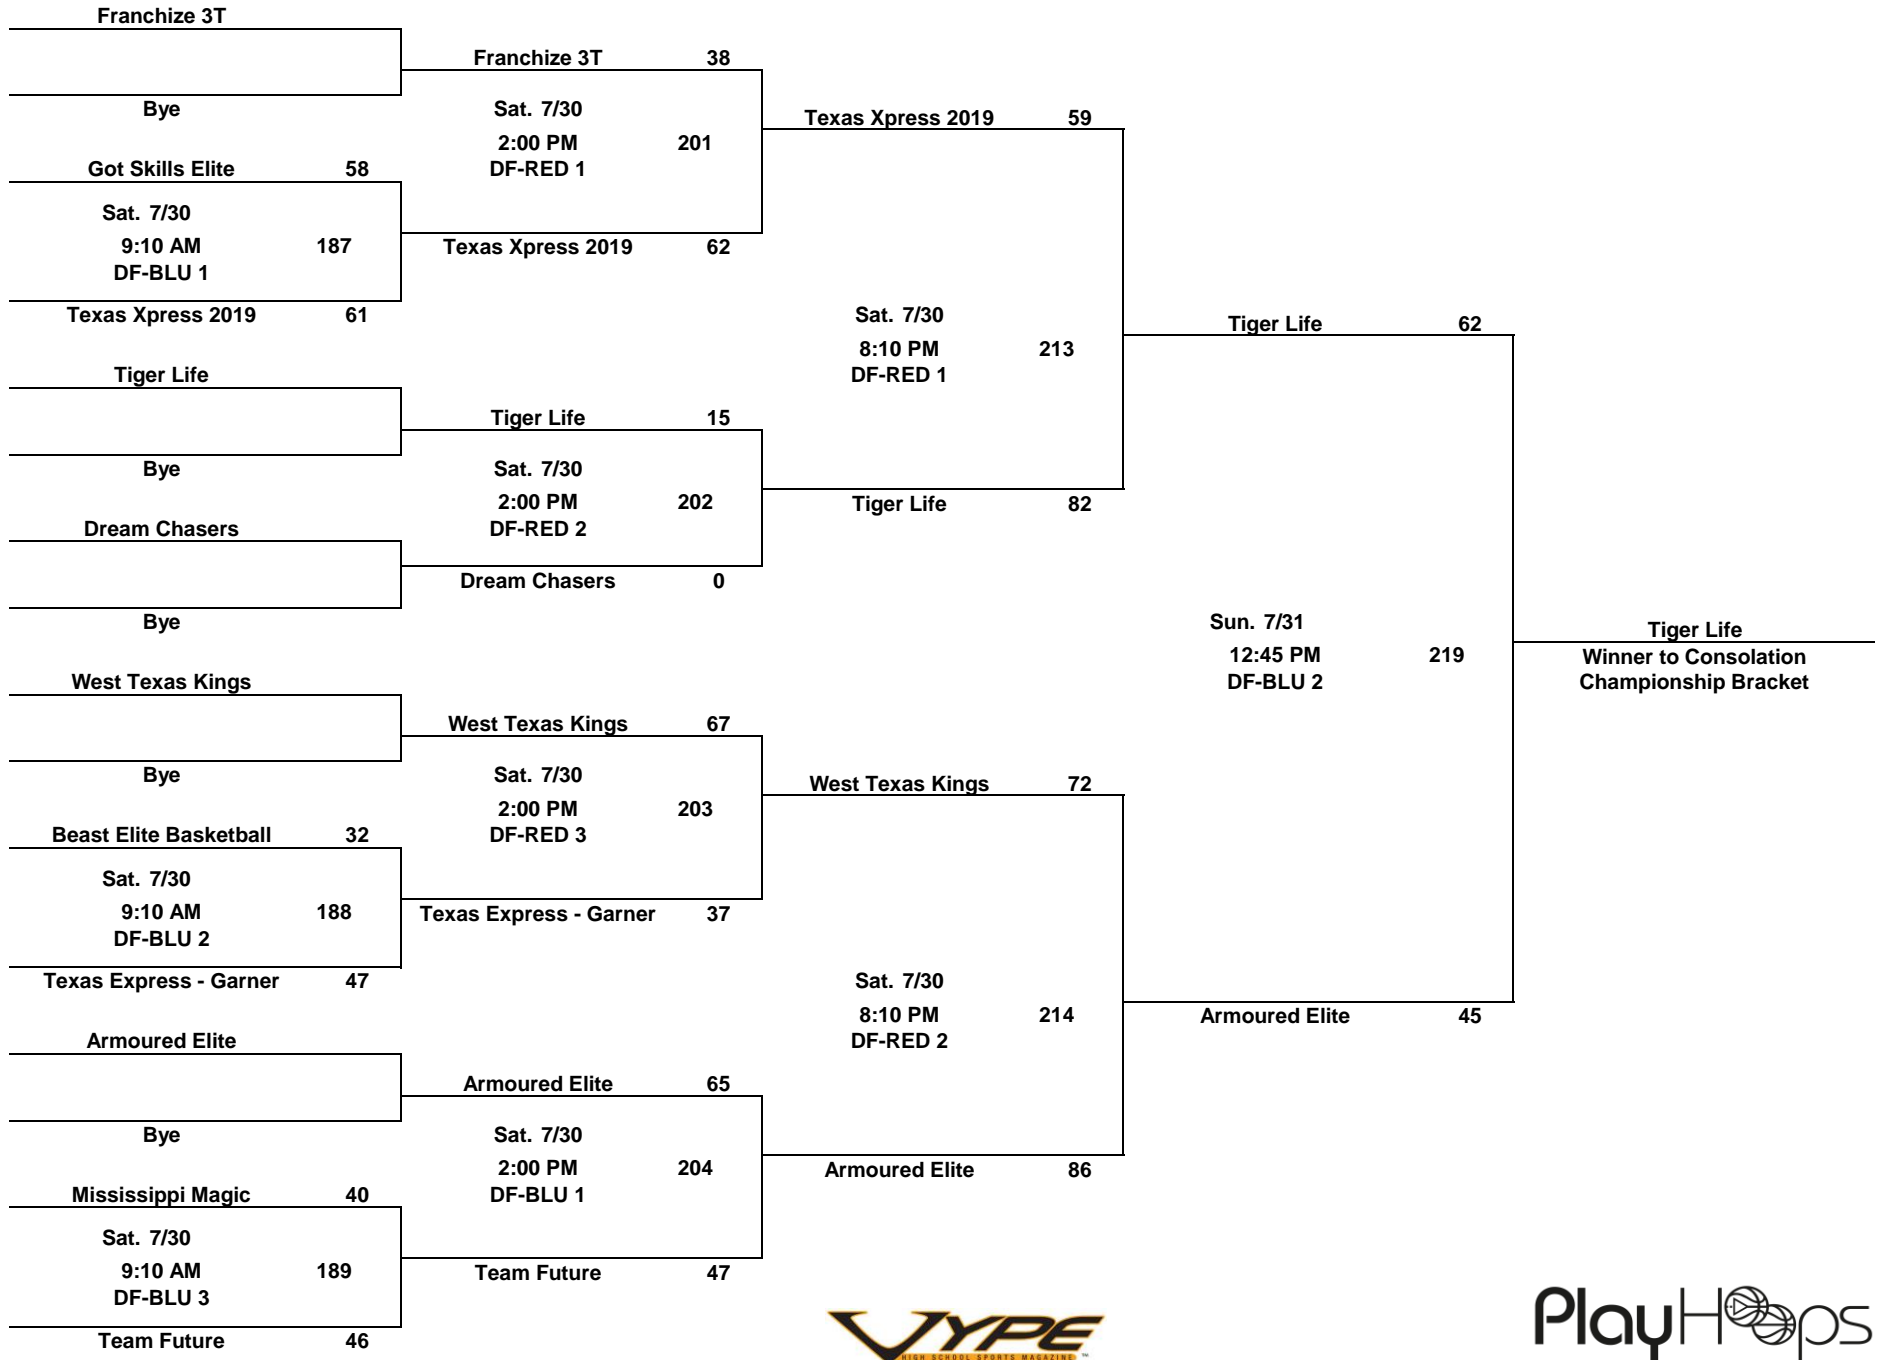 Franchize 3T
Bye
Got Skills Elite 58
Sat. 7/30
9:10 AM 187
DF-BLU 1
Texas Xpress 2019 61
Tiger Life
Bye
Dream Chasers
Bye
West Texas Kings
Bye
Beast Elite Basketball 32
Sat. 7/30
9:10 AM 188
DF-BLU 2
Texas Express - Garner 47
Armoured Elite
Bye
Mississippi Magic 40
Sat. 7/30
9:10 AM 189
DF-BLU 3
Team Future 46
Franchize 3T 38
Sat. 7/30
2:00 PM 201
DF-RED 1
Texas Xpress 2019 62
Tiger Life 15
Sat. 7/30
2:00 PM 202
DF-RED 2
Dream Chasers 0
West Texas Kings 67
Sat. 7/30
2:00 PM 203
DF-RED 3
Texas Express - Garner 37
Armoured Elite 65
Sat. 7/30
2:00 PM 204
DF-BLU 1
Team Future 47
Texas Xpress 2019 59
Sat. 7/30
8:10 PM 213
DF-RED 1
Tiger Life 82
West Texas Kings 72
Sat. 7/30
8:10 PM 214
DF-RED 2
Armoured Elite 86
Tiger Life 62
Sun. 7/31
12:45 PM 219
DF-BLU 2
Armoured Elite 45
Tiger Life
Winner to Consolation
Championship Bracket
VYPE
HIGH SCHOOL SPORTS MAGAZINE ™
PlayHoops